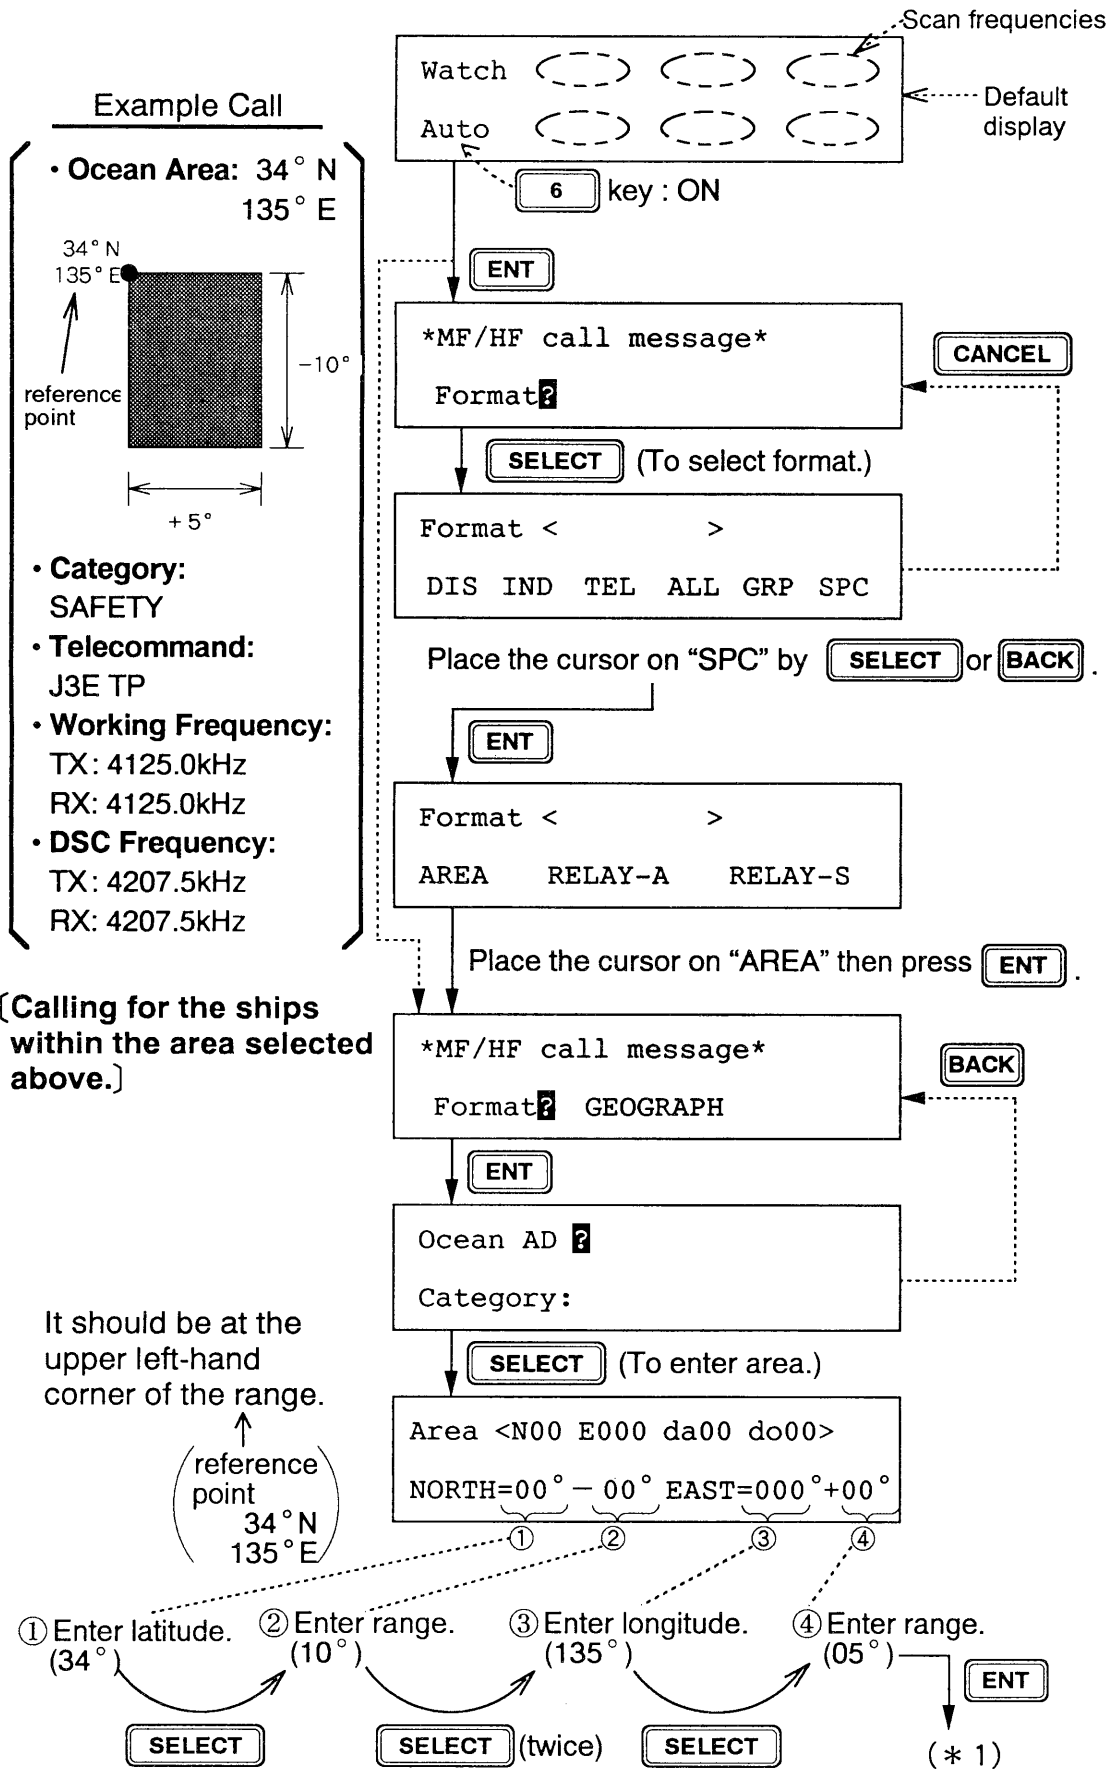 Scan frequencies
Watch
Default
display
Auto
6 key : ON
Example Call
• Ocean Area: 34° N
135° E
34° N
135° E
reference
point
-10°
+5°
• Category:
SAFETY
• Telecommand:
J3E TP
• Working Frequency:
TX: 4125.0kHz
RX: 4125.0kHz
• DSC Frequency:
TX: 4207.5kHz
RX: 4207.5kHz
[Calling for the ships
within the area selected
above.]
ENT
*MF/HF call message*
Format?
CANCEL
SELECT (To select format.)
Format < >
DIS IND TEL ALL GRP SPC
Place the cursor on “SPC” by SELECT or BACK .
ENT
Format < >
AREA RELAY-A RELAY-S
Place the cursor on “AREA” then press ENT .
*MF/HF call message*
Format? GEOGRAPH
BACK
ENT
Ocean AD ?
Category:
SELECT (To enter area.)
It should be at the
upper left-hand
corner of the range.
(reference
point
34°N
135°E)
Area <N00 E000 da00 do00>
NORTH=00°-00° EAST=000°+00°
① ② ③ ④
① Enter latitude.
(34°)
② Enter range.
(10°)
③ Enter longitude.
(135°)
④ Enter range.
(05°)
ENT
SELECT
SELECT (twice)
SELECT
(* 1)